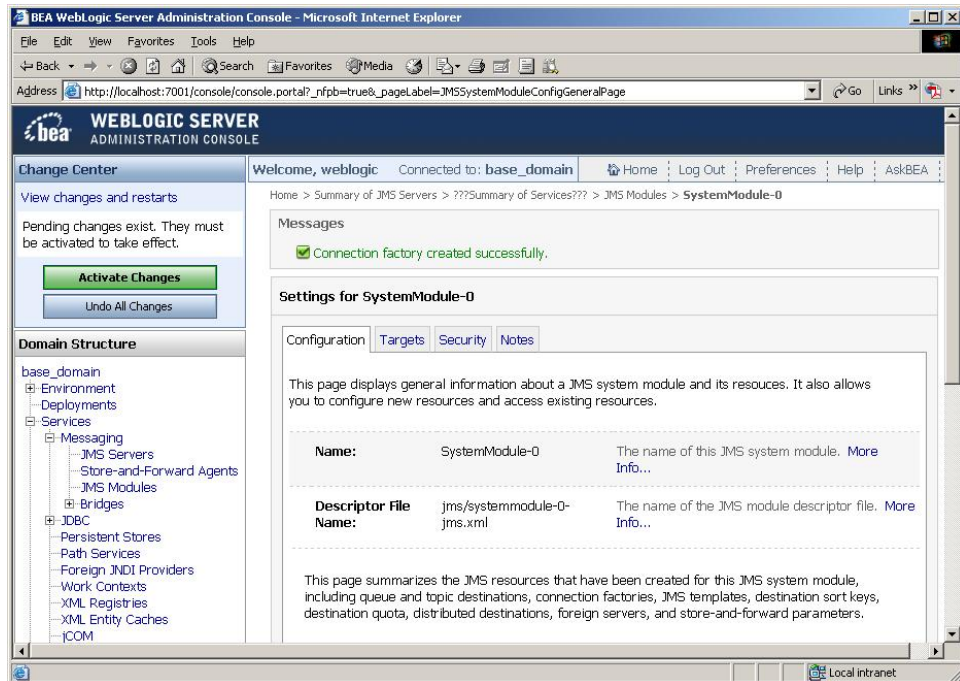 BEA WebLogic Server Administration Console - Microsoft Internet Explorer
File Edit View Favorites Tools Help
Back Search Favorites Media
Address http://localhost:7001/console/console.portal?_nfpb=true&_pageLabel=JMSSystemModuleConfigGeneralPage Go Links »
bea WEBLOGIC SERVER
ADMINISTRATION CONSOLE
Change Center
View changes and restarts
Pending changes exist. They must
be activated to take effect.
Activate Changes
Undo All Changes
Domain Structure
base_domain
Environment
Deployments
Services
Messaging
JMS Servers
Store-and-Forward Agents
JMS Modules
Bridges
JDBC
Persistent Stores
Path Services
Foreign JNDI Providers
Work Contexts
XML Registries
XML Entity Caches
jCOM
Welcome, weblogic Connected to: base_domain Home Log Out Preferences Help AskBEA
Home > Summary of JMS Servers > ???Summary of Services??? > JMS Modules > SystemModule-0
Messages
Connection factory created successfully.
Settings for SystemModule-0
Configuration Targets Security Notes
This page displays general information about a JMS system module and its resouces. It also allows
you to configure new resources and access existing resources.
Name: SystemModule-0 The name of this JMS system module. More
Info...
Descriptor File jms/systemmodule-0- The name of the JMS module descriptor file. More
Name: jms.xml Info...
This page summarizes the JMS resources that have been created for this JMS system module,
including queue and topic destinations, connection factories, JMS templates, destination sort keys,
destination quota, distributed destinations, foreign servers, and store-and-forward parameters.
Local intranet